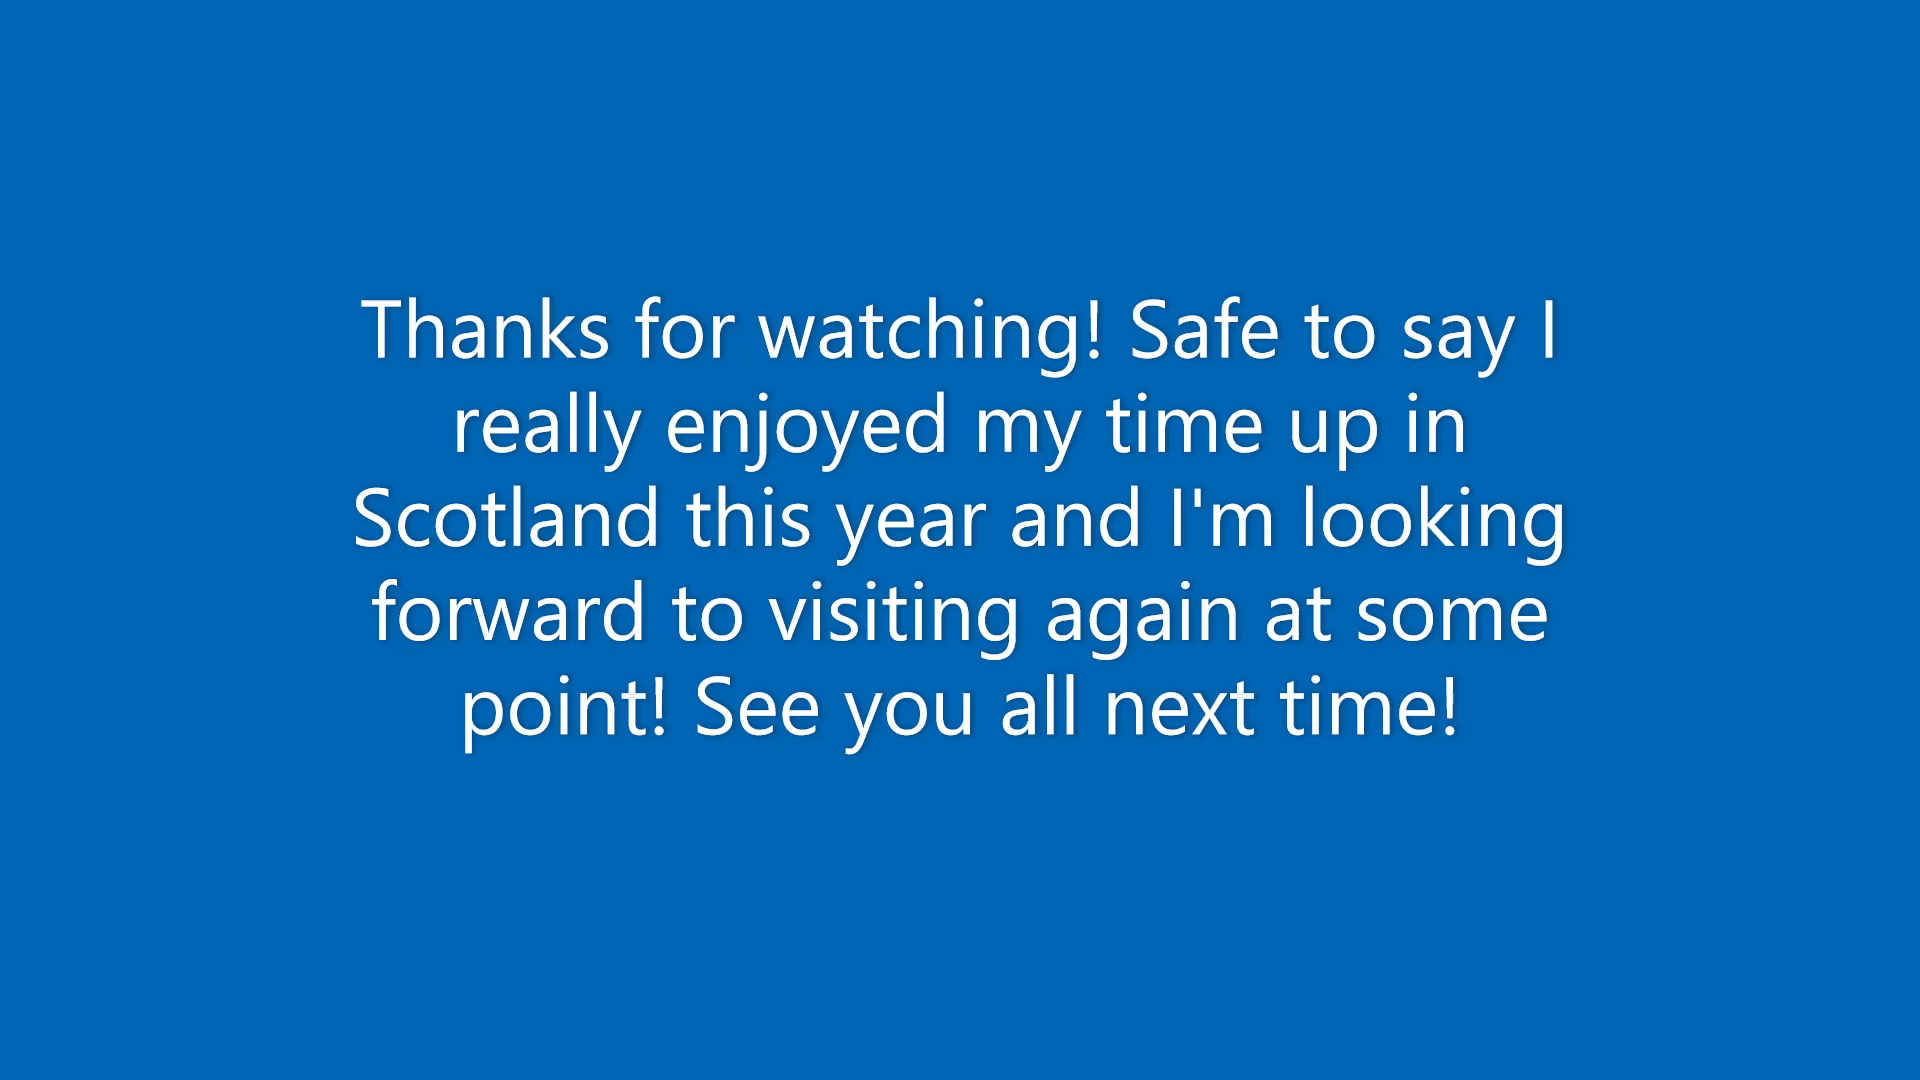 Thanks for watching! Safe to say I
really enjoyed my time up in
Scotland this year and I'm looking
forward to visiting again at some
point! See you all next time!